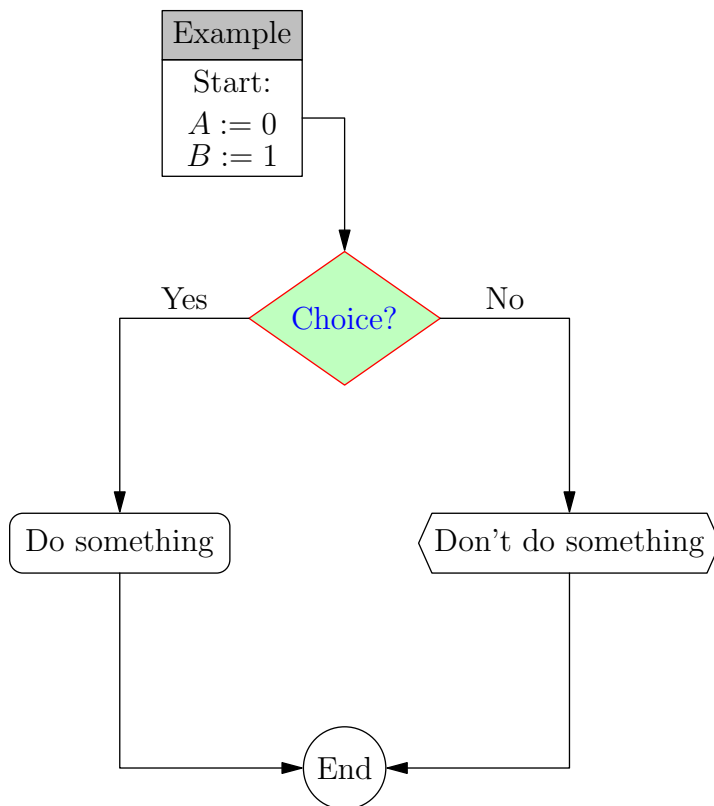 Example
Start:
A := 0
B := 1
Yes
No
Choice?
Do something
Don't do something
End